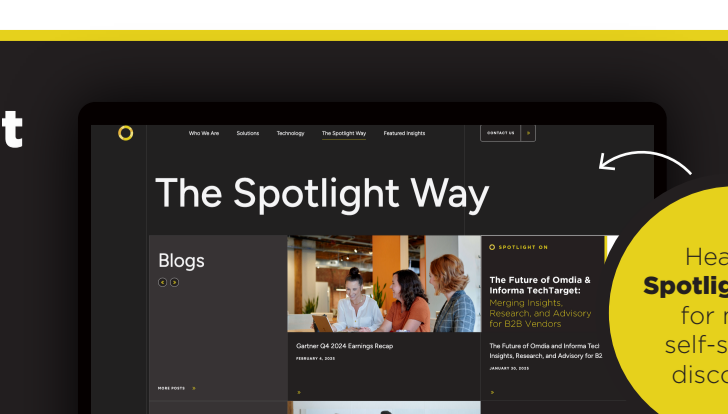 t
Who We Are Solutions Technology The Spotlight Way Featured Insights CONTACT US
The Spotlight Way
Blogs
MORE POSTS
Gartner Q4 2024 Earnings Recap
FEBRUARY 4, 2025
SPOTLIGHT ON
The Future of Omdia &
Informa TechTarget:
Merging Insights,
Research, and Advisory
for B2B Vendors
The Future of Omdia and Informa Tec
Insights, Research, and Advisory for B2
JANUARY 30, 2025
Hea
Spotlig
for
self-s
disco